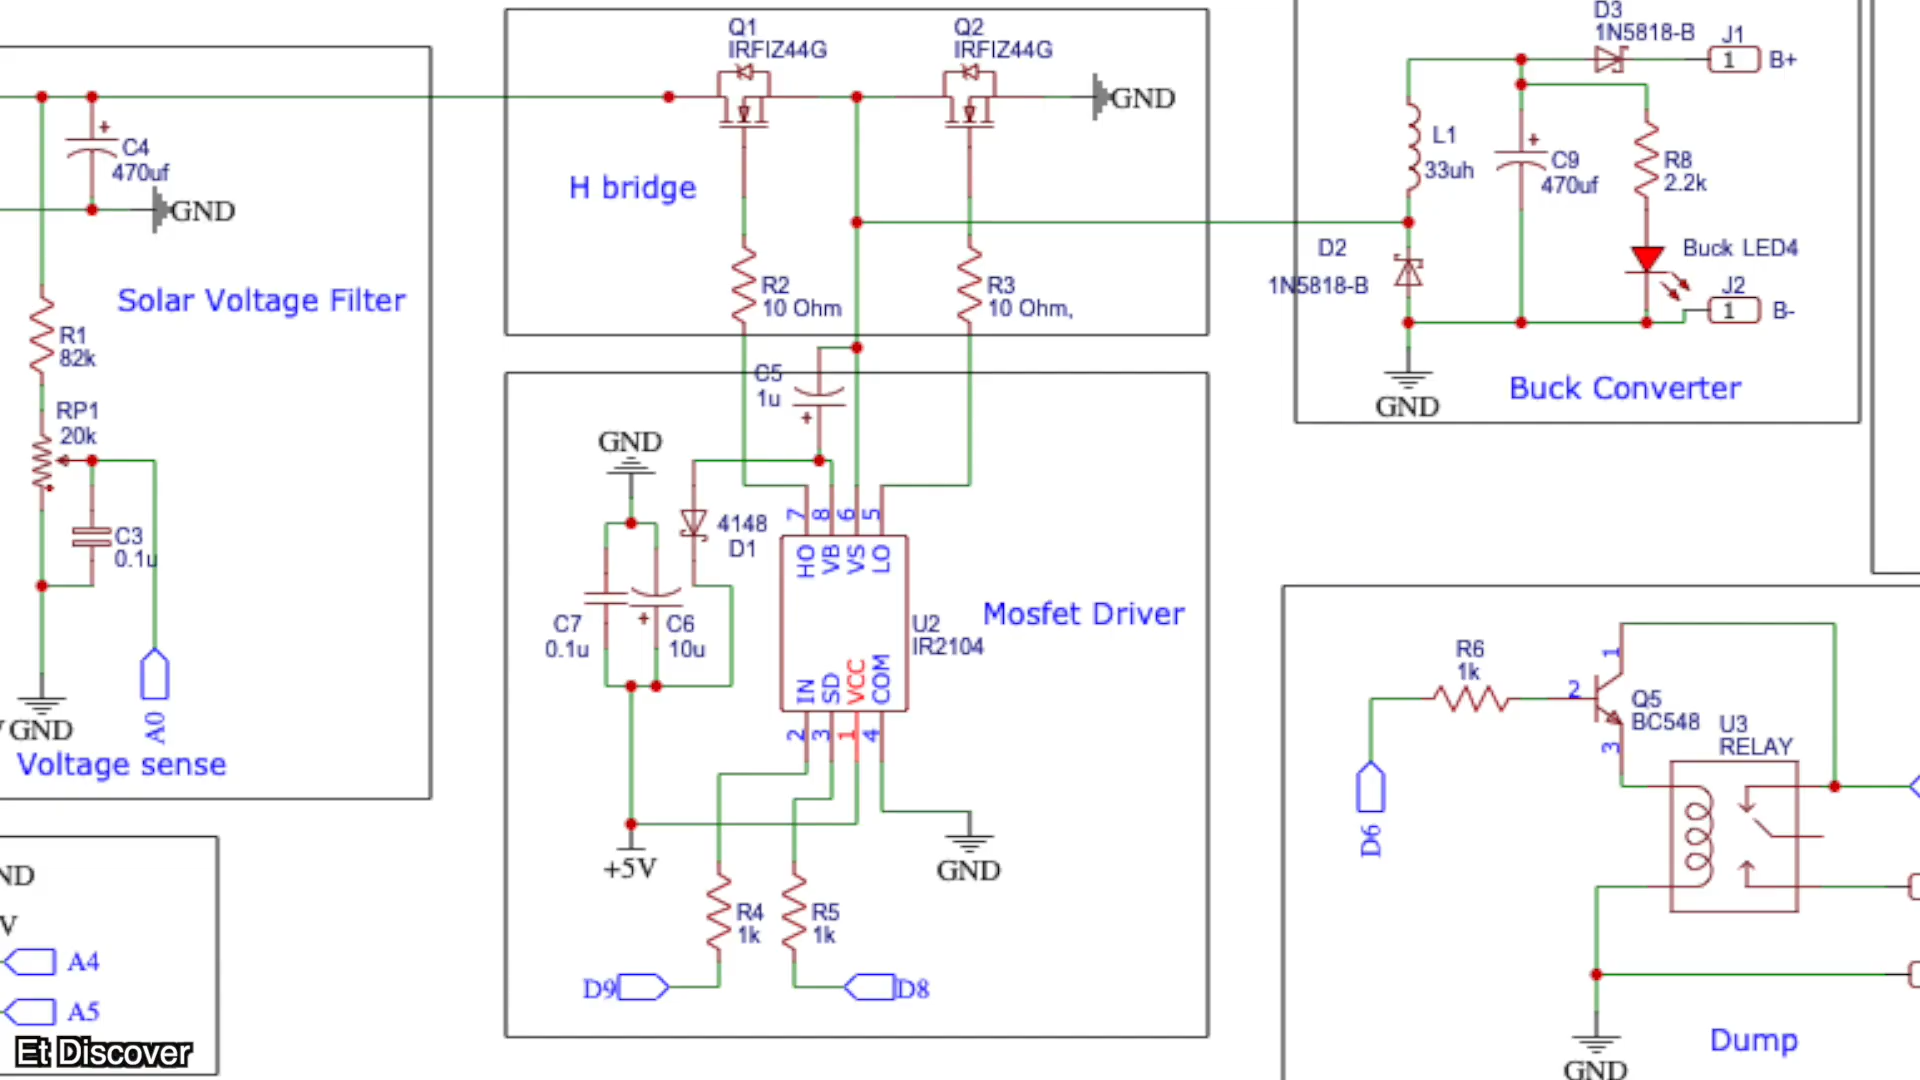 Q1
IRFIZ44G
Q2
IRFIZ44G
GND
H bridge
R2
10 Ohm
R3
10 Ohm,
C4
470uf
GND
Solar Voltage Filter
R1
82k
RP1
20k
C3
0.1u
GND
A0
Voltage sense
D3
1N5818-B
J1
1
B+
L1
33uh
C9
470uf
R8
2.2k
D2
1N5818-B
Buck LED4
J2
1
B-
GND
Buck Converter
C5
1u
GND
4148
D1
C7
0.1u
C6
10u
7
8
6
5
HO
VB
VS
LO
U2
IR2104
Mosfet Driver
IN
SD
VCC
COM
2
3
1
4
+5V
GND
R4
1k
R5
1k
D9
D8
R6
1k
1
2
3
Q5
BC548
U3
RELAY
D6
GND
Dump
ND
V
A4
A5
Et Discover